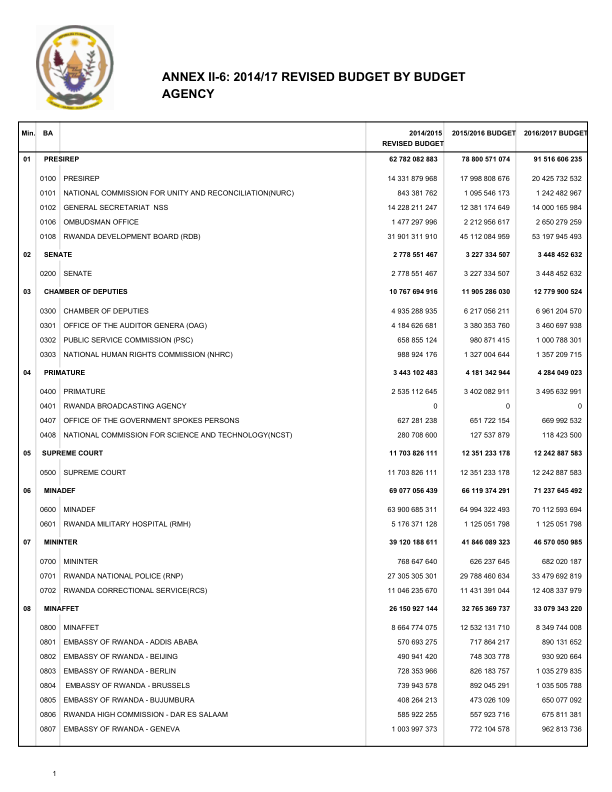 ANNEX II-6: 2014/17 REVISED BUDGET BY BUDGET
AGENCY
Min. BA 2014/2015 REVISED BUDGET 2015/2016 BUDGET 2016/2017 BUDGET
01 PRESIREP 62 782 082 883 78 800 571 074 91 516 606 235
0100 PRESIREP 14 331 879 968 17 998 808 676 20 425 732 532
0101 NATIONAL COMMISSION FOR UNITY AND RECONCILIATION(NURC) 843 381 762 1 095 546 173 1 242 482 967
0102 GENERAL SECRETARIAT NSS 14 228 211 247 12 381 174 649 14 000 165 984
0106 OMBUDSMAN OFFICE 1 477 297 996 2 212 956 617 2 650 279 259
0108 RWANDA DEVELOPMENT BOARD (RDB) 31 901 311 910 45 112 084 959 53 197 945 493
02 SENATE 2 778 551 467 3 227 334 507 3 448 452 632
0200 SENATE 2 778 551 467 3 227 334 507 3 448 452 632
03 CHAMBER OF DEPUTIES 10 767 694 916 11 905 286 030 12 779 900 524
0300 CHAMBER OF DEPUTIES 4 935 288 935 6 217 056 211 6 961 204 570
0301 OFFICE OF THE AUDITOR GENERA (OAG) 4 184 626 681 3 380 353 760 3 460 697 938
0302 PUBLIC SERVICE COMMISSION (PSC) 658 855 124 980 871 415 1 000 788 301
0303 NATIONAL HUMAN RIGHTS COMMISSION (NHRC) 988 924 176 1 327 004 644 1 357 209 715
04 PRIMATURE 3 443 102 483 4 181 342 944 4 284 049 023
0400 PRIMATURE 2 535 112 645 3 402 082 911 3 495 632 991
0401 RWANDA BROADCASTING AGENCY 0 0 0
0407 OFFICE OF THE GOVERNMENT SPOKES PERSONS 627 281 238 651 722 154 669 992 532
0408 NATIONAL COMMISSION FOR SCIENCE AND TECHNOLOGY(NCST) 280 708 600 127 537 879 118 423 500
05 SUPREME COURT 11 703 826 111 12 351 233 178 12 242 887 583
0500 SUPREME COURT 11 703 826 111 12 351 233 178 12 242 887 583
06 MINADEF 69 077 056 439 66 119 374 291 71 237 645 492
0600 MINADEF 63 900 685 311 64 994 322 493 70 112 593 694
0601 RWANDA MILITARY HOSPITAL (RMH) 5 176 371 128 1 125 051 798 1 125 051 798
07 MININTER 39 120 188 611 41 846 089 323 46 570 050 985
0700 MININTER 768 647 640 626 237 645 682 020 187
0701 RWANDA NATIONAL POLICE (RNP) 27 305 305 301 29 788 460 634 33 479 692 819
0702 RWANDA CORRECTIONAL SERVICE(RCS) 11 046 235 670 11 431 391 044 12 408 337 979
08 MINAFFET 26 150 927 144 32 765 369 737 33 079 343 220
0800 MINAFFET 8 664 774 075 12 532 131 710 8 349 744 008
0801 EMBASSY OF RWANDA - ADDIS ABABA 570 693 275 717 864 217 890 131 652
0802 EMBASSY OF RWANDA - BEIJING 490 941 420 748 303 778 930 920 664
0803 EMBASSY OF RWANDA - BERLIN 728 353 966 826 183 757 1 035 279 835
0804 EMBASSY OF RWANDA - BRUSSELS 739 943 578 892 045 291 1 035 505 788
0805 EMBASSY OF RWANDA - BUJUMBURA 408 264 213 473 026 109 650 077 092
0806 RWANDA HIGH COMMISSION - DAR ES SALAAM 585 922 255 557 923 716 675 811 381
0807 EMBASSY OF RWANDA - GENEVA 1 003 997 373 772 104 578 962 813 736
1